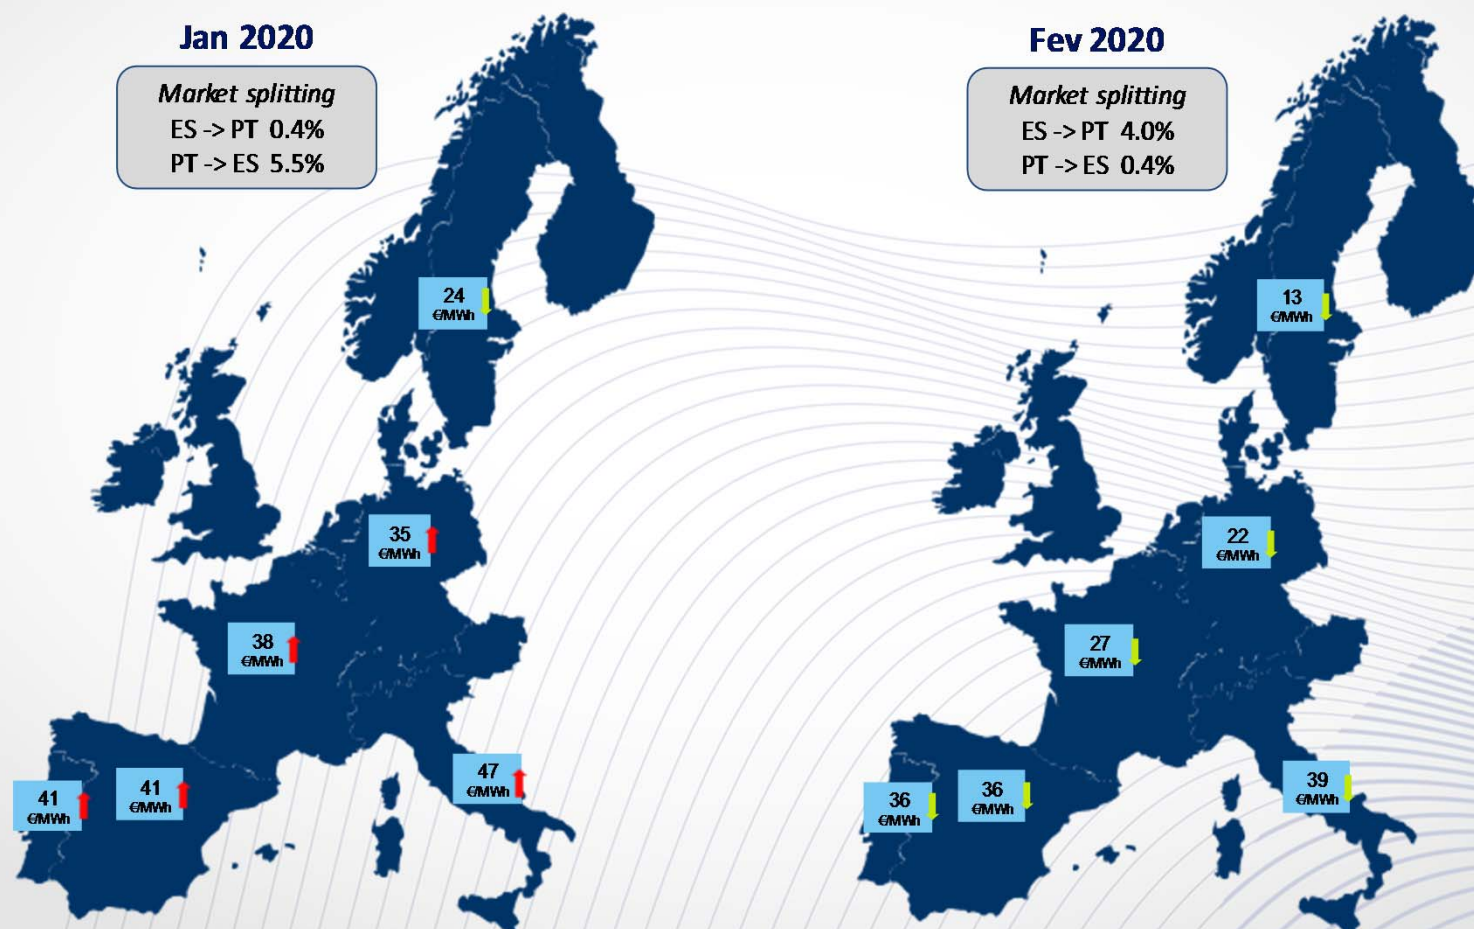 Jan 2020
Market splitting
ES -> PT 0.4%
PT -> ES 5.5%
24
€/MWh
35
€/MWh
38
€/MWh
47
€/MWh
41
€/MWh
41
€/MWh
Fev 2020
Market splitting
ES -> PT 4.0%
PT -> ES 0.4%
13
€/MWh
22
€/MWh
27
€/MWh
39
€/MWh
36
€/MWh
36
€/MWh